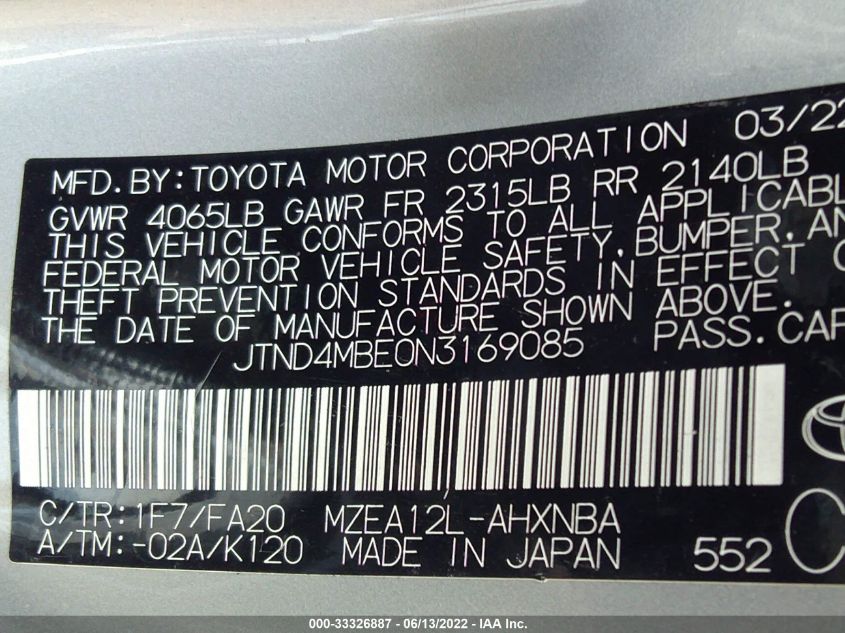 MFD.BY:TOYOTA MOTOR CORPORATION 03/22
GVWR 4065LB GAWR FR 2315LB RR 2140LB
THIS VEHICLE CONFORMS TO ALL APPLICABL
FEDERAL MOTOR VEHICLE SAFETY, BUMPER, AN
THEFT PREVENTION STANDARDS IN EFFECT O
THE DATE OF MANUFACTURE SHOWN ABOVE.
JTND4MBE0N3169085 PASS.CAR
C/TR:1F7/FA20 MZEA12L-AHXNBA
A/TM:-02A/K120 MADE IN JAPAN 552 C
000-33326887 - 06/13/2022 - IAA Inc.